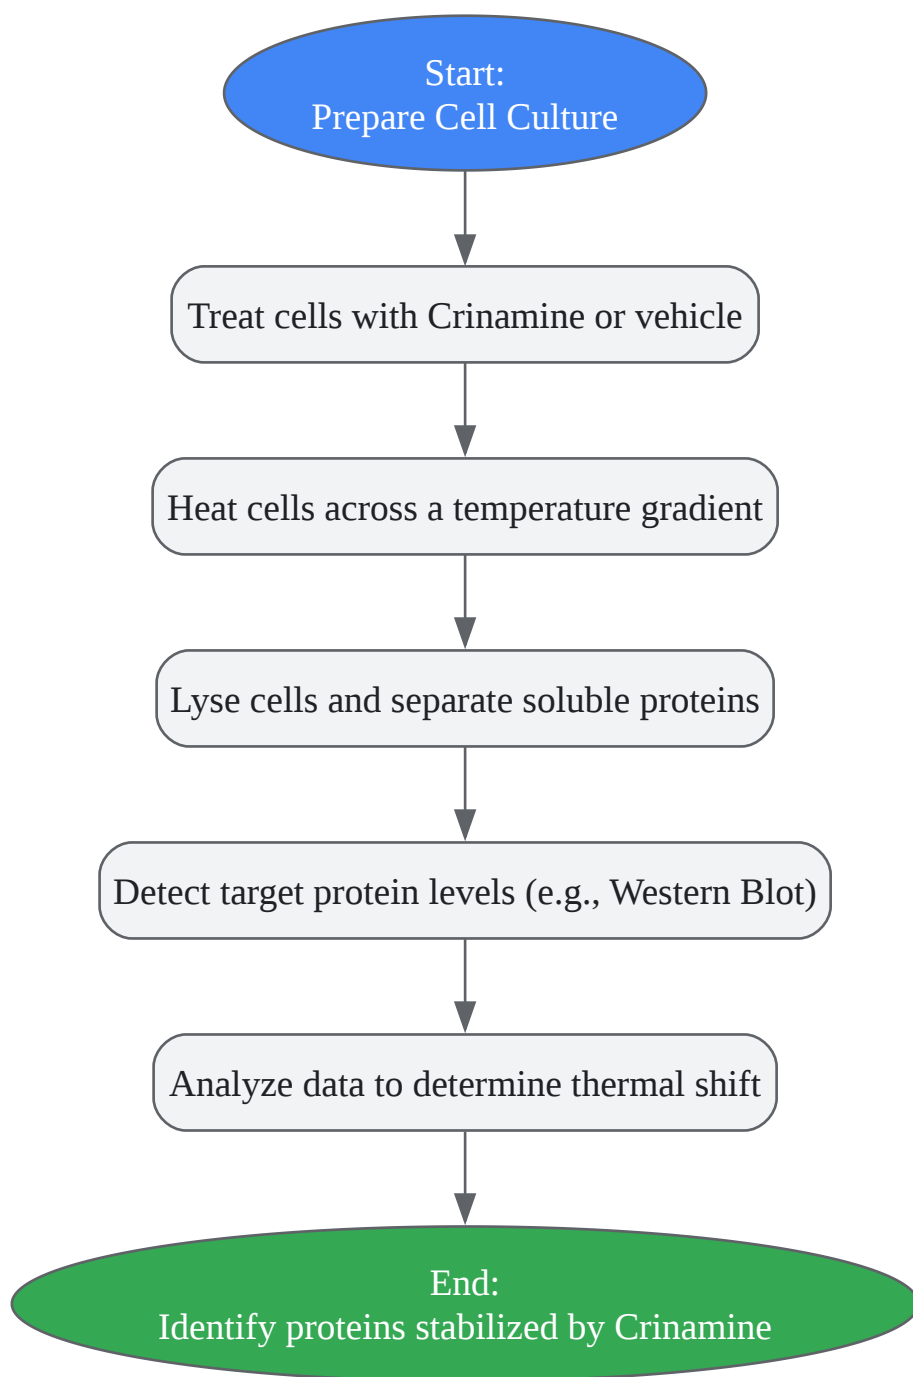 Start:
Prepare Cell Culture
Treat cells with Crinamine or vehicle
Heat cells across a temperature gradient
Lyse cells and separate soluble proteins
Detect target protein levels (e.g., Western Blot)
Analyze data to determine thermal shift
End:
Identify proteins stabilized by Crinamine